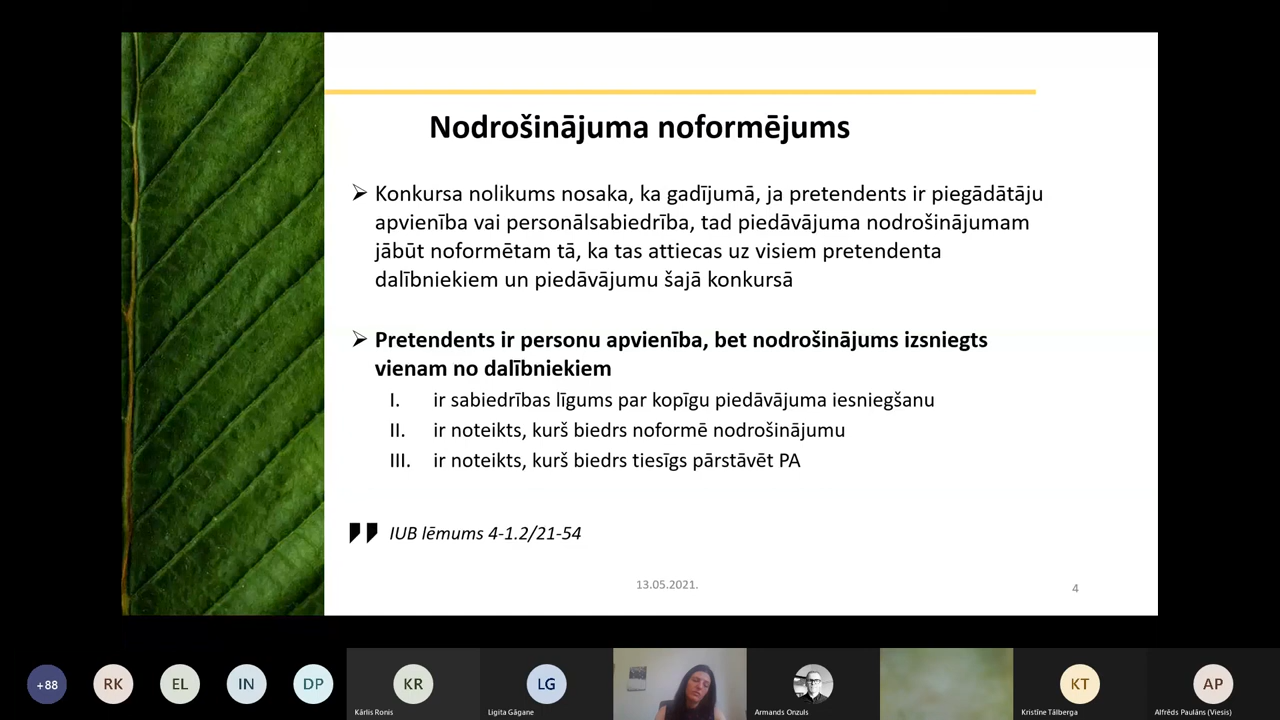 Nodrošinājuma noformējums
Konkursa nolikums nosaka, ka gadījumā, ja pretendents ir piegādātāju
apvienība vai personālsabiedrība, tad piedāvājuma nodrošinājumam
jābūt noformētam tā, ka tas attiecas uz visiem pretendenta
dalībniekiem un piedāvājumu šajā konkursā
Pretendents ir personu apvienība, bet nodrošinājums izsniegts
vienam no dalībniekiem
I. ir sabiedrības līgums par kopīgu piedāvājuma iesniegšanu
II. ir noteikts, kurš biedrs noformē nodrošinājumu
III. ir noteikts, kurš biedrs tiesīgs pārstāvēt PA
IUB lēmums 4-1.2/21-54
13.05.2021.
4
+88 RK EL IN DP KR LG KT AP
Kārlis Ronis Ligita Gāgane Armands Onzuls Kristīne Tālberga Alfrēds Paulāns (Viesis)